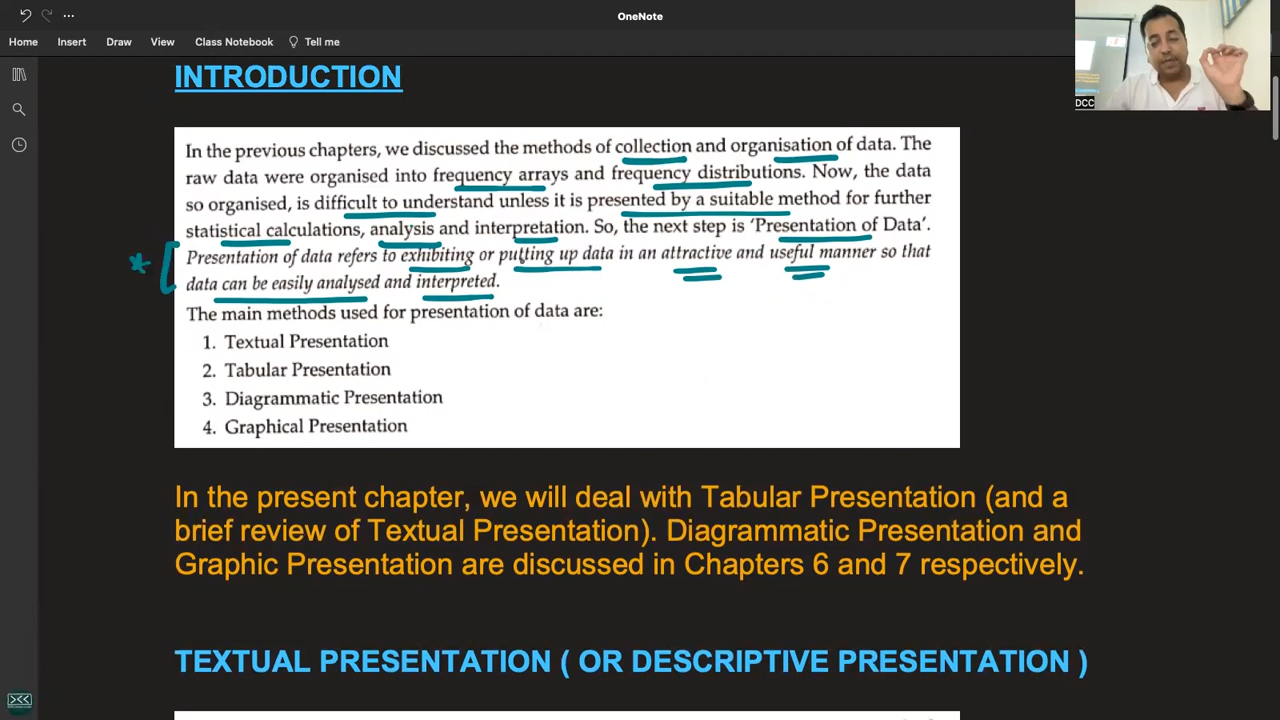 OneNote
Home Insert Draw View Class Notebook Tell me
DCC
INTRODUCTION
In the previous chapters, we discussed the methods of collection and organisation of data. The
raw data were organised into frequency arrays and frequency distributions. Now, the data
so organised, is difficult to understand unless it is presented by a suitable method for further
statistical calculations, analysis and interpretation. So, the next step is 'Presentation of Data'.
Presentation of data refers to exhibiting or putting up data in an attractive and useful manner so that
data can be easily analysed and interpreted.
The main methods used for presentation of data are:
1. Textual Presentation
2. Tabular Presentation
3. Diagrammatic Presentation
4. Graphical Presentation
In the present chapter, we will deal with Tabular Presentation (and a
brief review of Textual Presentation). Diagrammatic Presentation and
Graphic Presentation are discussed in Chapters 6 and 7 respectively.
TEXTUAL PRESENTATION ( OR DESCRIPTIVE PRESENTATION )